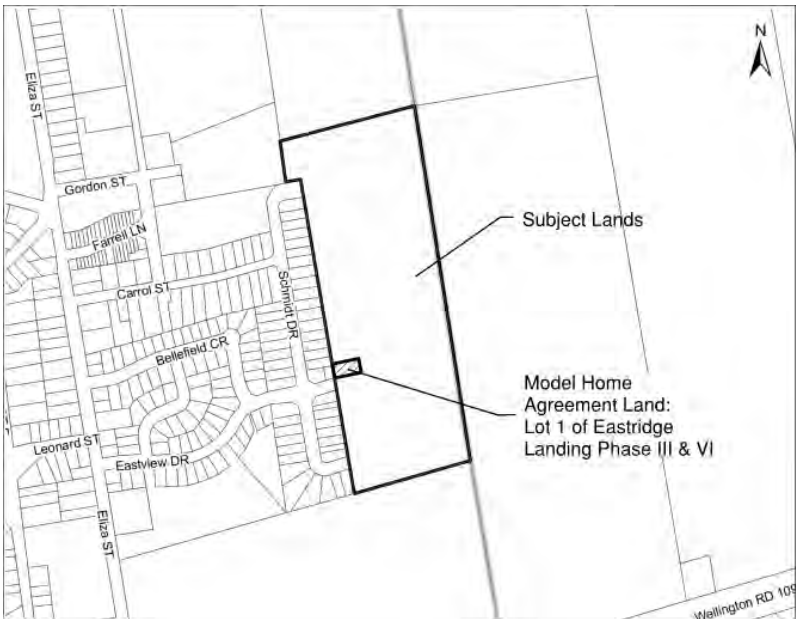 N
Eliza ST
Gordon ST
Farrell LN
Subject Lands
Carrol ST
Schmidt DR
Bellefield CR
Model Home
Agreement Land:
Lot 1 of Eastridge
Landing Phase III & VI
Leonard ST
Eastview DR
Eliza ST
Wellington RD 109